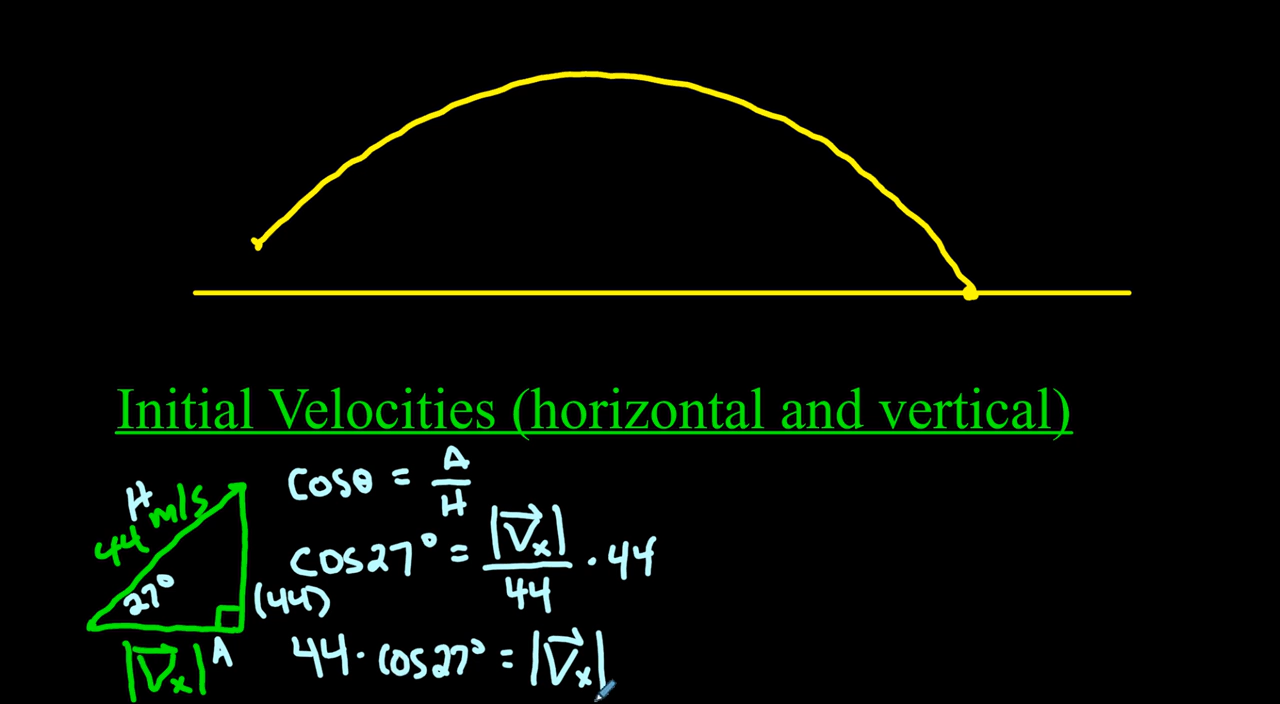 Initial Velocities (horizontal and vertical)
H
44 m/s
27°
|V⃗ₓ| A
cosθ = A/H
(44) cos27° = |V⃗ₓ|/44 · 44
44 · cos27° = |V⃗ₓ|